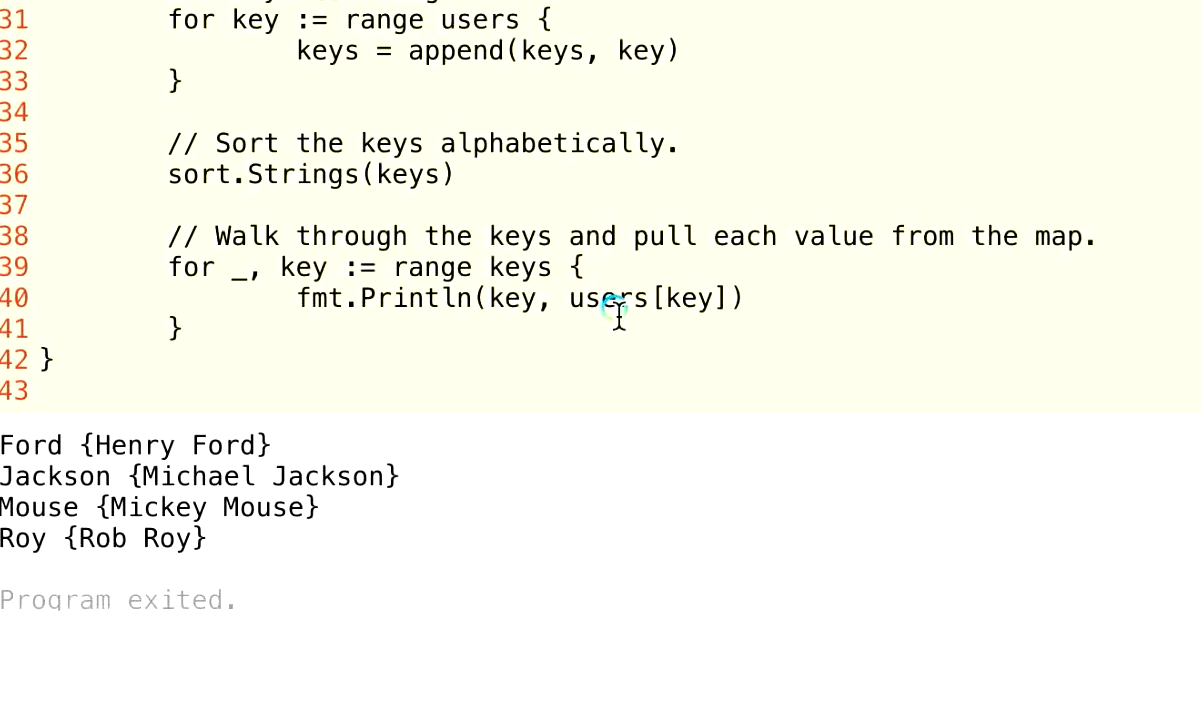 31 for key := range users {
32 keys = append(keys, key)
33 }
34
35 // Sort the keys alphabetically.
36 sort.Strings(keys)
37
38 // Walk through the keys and pull each value from the map.
39 for _, key := range keys {
40 fmt.Println(key, users[key])
41 }
42 }
43
Ford {Henry Ford}
Jackson {Michael Jackson}
Mouse {Mickey Mouse}
Roy {Rob Roy}
Program exited.